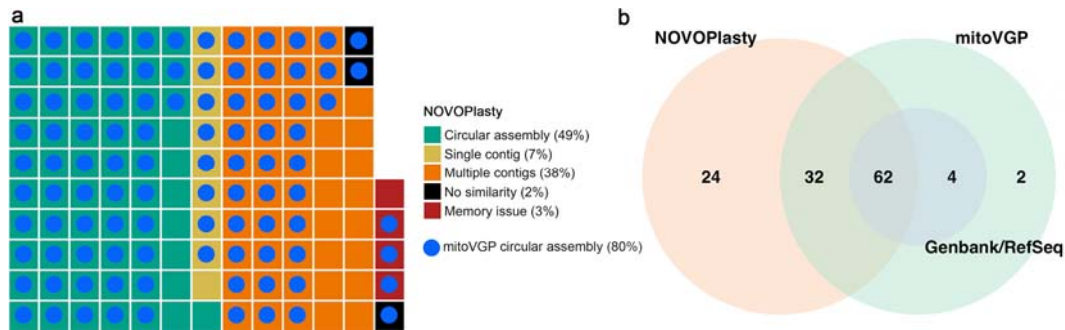 a
NOVOPlasty
Circular assembly (49%)
Single contig (7%)
Multiple contigs (38%)
No similarity (2%)
Memory issue (3%)
mitoVGP circular assembly (80%)
b
NOVOPlasty
mitoVGP
24
32
62
4
2
Genbank/RefSeq